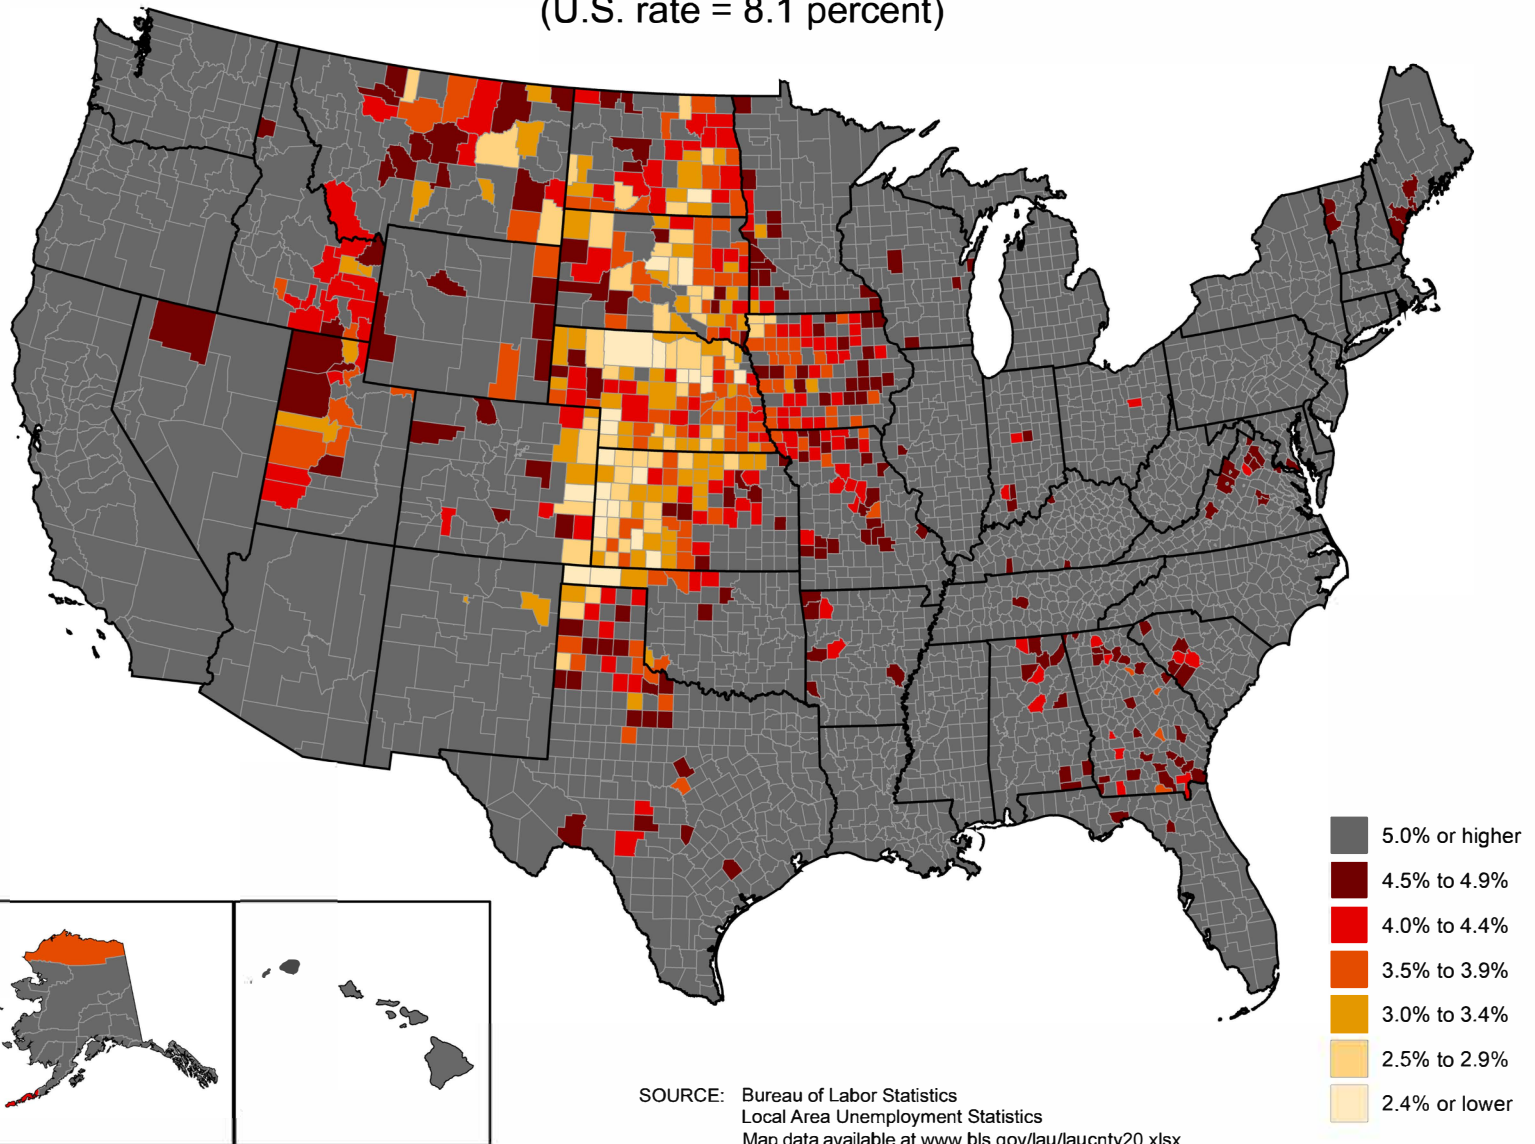 (U.S. rate = 8.1 percent)
5.0% or higher
4.5% to 4.9%
4.0% to 4.4%
3.5% to 3.9%
3.0% to 3.4%
2.5% to 2.9%
2.4% or lower
SOURCE: Bureau of Labor Statistics
Local Area Unemployment Statistics
Map data available at www.bls.gov/lau/laucnty20.xlsx